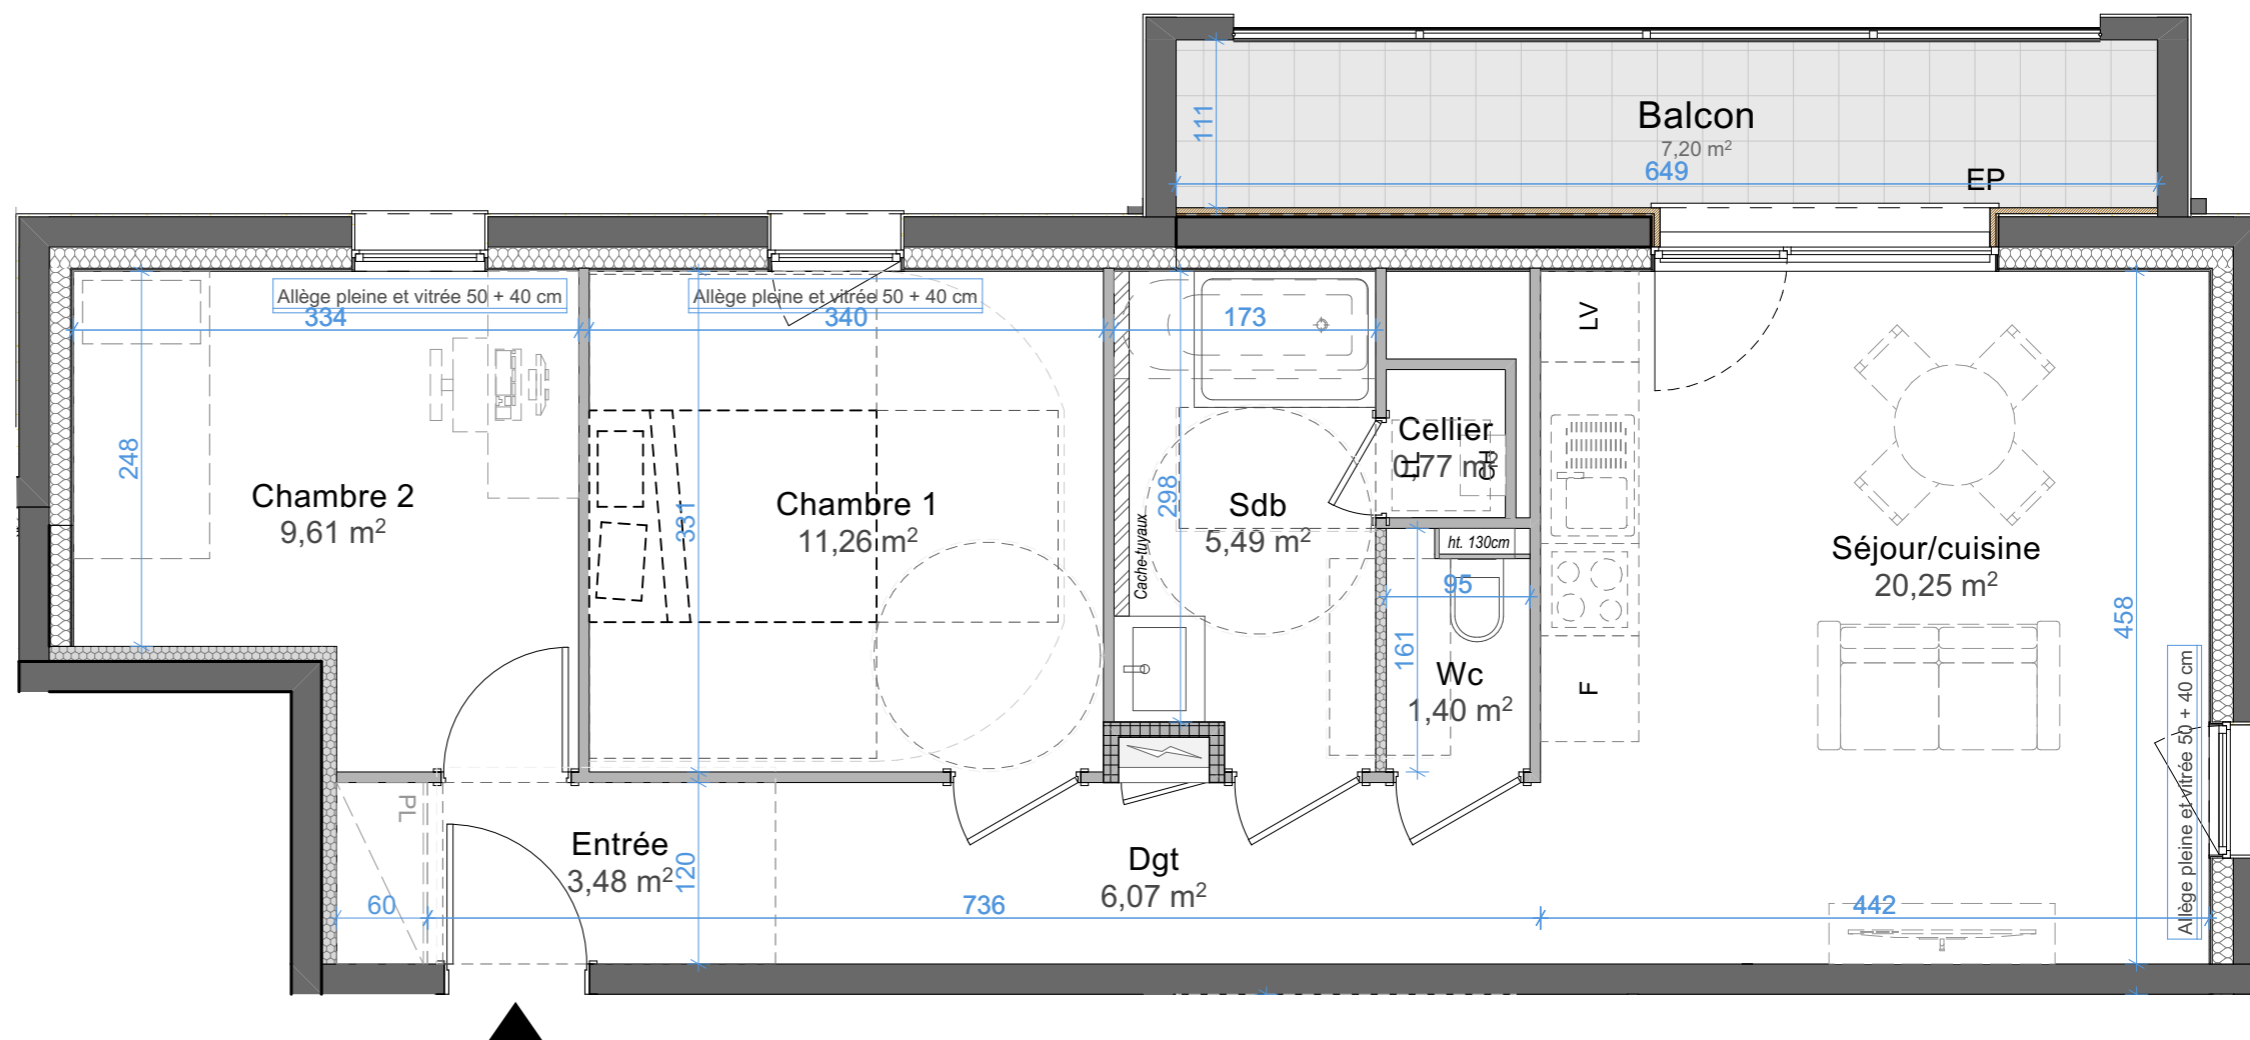 Balcon
7,20 m²
111
649
EP
Allège pleine et vitrée 50 + 40 cm
334
Allège pleine et vitrée 50 + 40 cm
340
173
LV
248
Chambre 2
9,61 m²
331
Chambre 1
11,26 m²
298
Cache-tuyaux
Sdb
5,49 m²
Cellier
0,77 m²
LL
CH
ht. 130cm
95
161
Wc
1,40 m²
F
Séjour/cuisine
20,25 m²
458
Allège pleine et vitrée 50 + 40 cm
PL
Entrée
3,48 m²
120
Dgt
6,07 m²
60
736
442